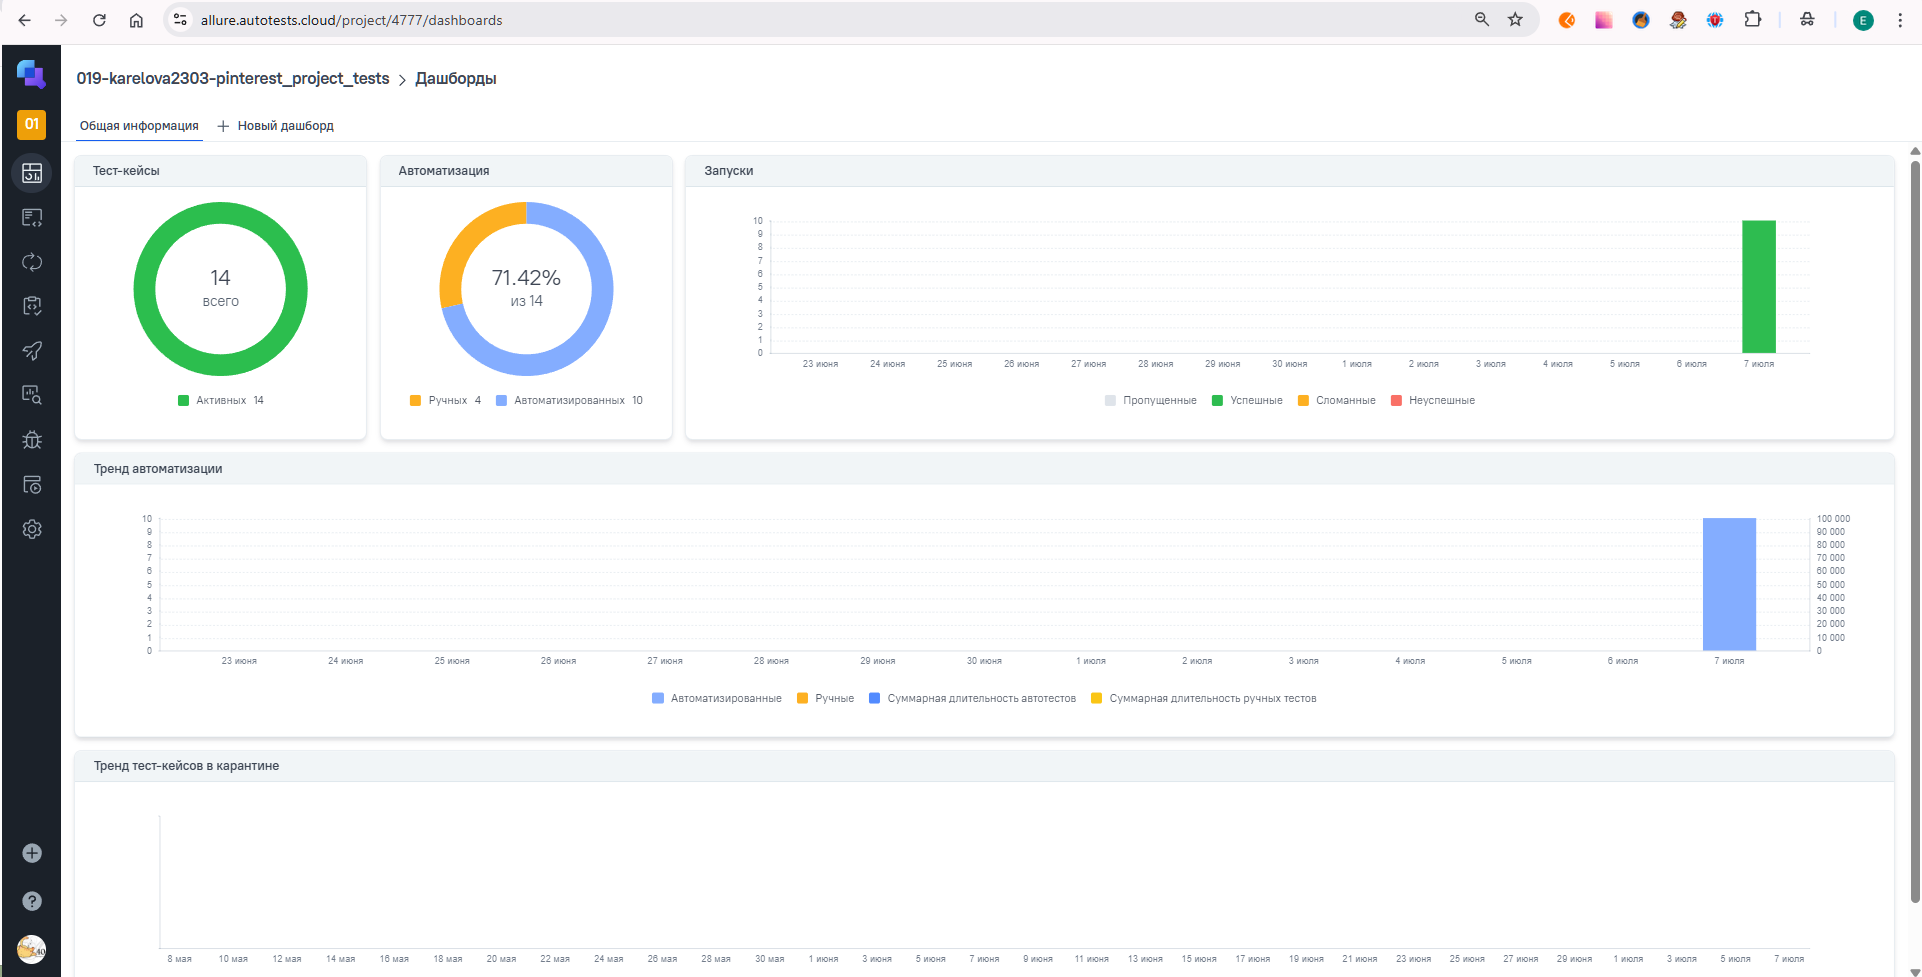 allure.autotests.cloud/project/4777/dashboards
E
019-karelova2303-pinterest_project_tests > Дашборды
01
Общая информация + Новый дашборд
Тест-кейсы
14
всего
Активных 14
Автоматизация
71.42%
из 14
Ручных 4 Автоматизированных 10
Запуски
10
9
8
7
6
5
4
3
2
1
0
23 июня 24 июня 25 июня 26 июня 27 июня 28 июня 29 июня 30 июня 1 июля 2 июля 3 июля 4 июля 5 июля 6 июля 7 июля
Пропущенные Успешные Сломанные Неуспешные
Тренд автоматизации
10 100 000
9 90 000
8 80 000
7 70 000
6 60 000
5 50 000
4 40 000
3 30 000
2 20 000
1 10 000
0 0
23 июня 24 июня 25 июня 26 июня 27 июня 28 июня 29 июня 30 июня 1 июля 2 июля 3 июля 4 июля 5 июля 6 июля 7 июля
Автоматизированные Ручные Суммарная длительность автотестов Суммарная длительность ручных тестов
Тренд тест-кейсов в карантине
8 мая 10 мая 12 мая 14 мая 16 мая 18 мая 20 мая 22 мая 24 мая 26 мая 28 мая 30 мая 1 июня 3 июня 5 июня 7 июня 9 июня 11 июня 13 июня 15 июня 17 июня 19 июня 21 июня 23 июня 25 июня 27 июня 29 июня 1 июля 3 июля 5 июля 7 июля